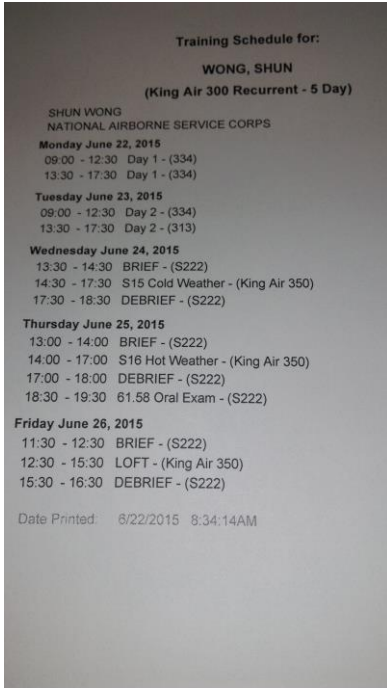 Training Schedule for:
WONG, SHUN
(King Air 300 Recurrent - 5 Day)
SHUN WONG
NATIONAL AIRBORNE SERVICE CORPS
Monday June 22, 2015
09:00 - 12:30 Day 1 - (334)
13:30 - 17:30 Day 1 - (334)
Tuesday June 23, 2015
09:00 - 12:30 Day 2 - (334)
13:30 - 17:30 Day 2 - (313)
Wednesday June 24, 2015
13:30 - 14:30 BRIEF - (S222)
14:30 - 17:30 S15 Cold Weather - (King Air 350)
17:30 - 18:30 DEBRIEF - (S222)
Thursday June 25, 2015
13:00 - 14:00 BRIEF - (S222)
14:00 - 17:00 S16 Hot Weather - (King Air 350)
17:00 - 18:00 DEBRIEF - (S222)
18:30 - 19:30 61.58 Oral Exam - (S222)
Friday June 26, 2015
11:30 - 12:30 BRIEF - (S222)
12:30 - 15:30 LOFT - (King Air 350)
15:30 - 16:30 DEBRIEF - (S222)
Date Printed: 6/22/2015 8:34:14AM